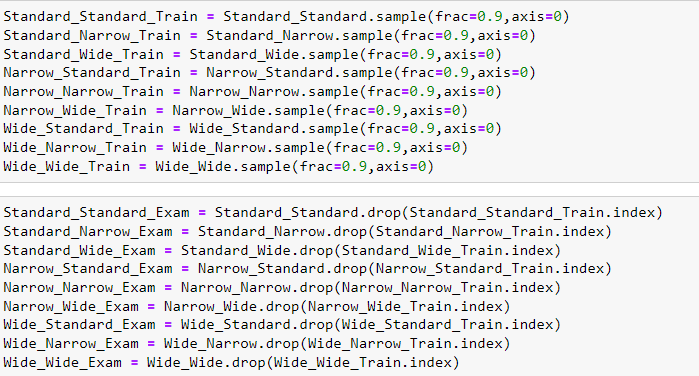 Standard_Standard_Train = Standard_Standard.sample(frac=0.9,axis=0)
Standard_Narrow_Train = Standard_Narrow.sample(frac=0.9,axis=0)
Standard_Wide_Train = Standard_Wide.sample(frac=0.9,axis=0)
Narrow_Standard_Train = Narrow_Standard.sample(frac=0.9,axis=0)
Narrow_Narrow_Train = Narrow_Narrow.sample(frac=0.9,axis=0)
Narrow_Wide_Train = Narrow_Wide.sample(frac=0.9,axis=0)
Wide_Standard_Train = Wide_Standard.sample(frac=0.9,axis=0)
Wide_Narrow_Train = Wide_Narrow.sample(frac=0.9,axis=0)
Wide_Wide_Train = Wide_Wide.sample(frac=0.9,axis=0)
Standard_Standard_Exam = Standard_Standard.drop(Standard_Standard_Train.index)
Standard_Narrow_Exam = Standard_Narrow.drop(Standard_Narrow_Train.index)
Standard_Wide_Exam = Standard_Wide.drop(Standard_Wide_Train.index)
Narrow_Standard_Exam = Narrow_Standard.drop(Narrow_Standard_Train.index)
Narrow_Narrow_Exam = Narrow_Narrow.drop(Narrow_Narrow_Train.index)
Narrow_Wide_Exam = Narrow_Wide.drop(Narrow_Wide_Train.index)
Wide_Standard_Exam = Wide_Standard.drop(Wide_Standard_Train.index)
Wide_Narrow_Exam = Wide_Narrow.drop(Wide_Narrow_Train.index)
Wide_Wide_Exam = Wide_Wide.drop(Wide_Wide_Train.index)